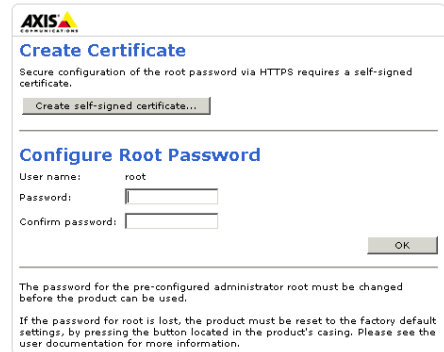 AXIS
COMMUNICATIONS
Create Certificate
Secure configuration of the root password via HTTPS requires a self-signed
certificate.
Create self-signed certificate...
Configure Root Password
User name: root
Password:
Confirm password:
OK
The password for the pre-configured administrator root must be changed
before the product can be used.
If the password for root is lost, the product must be reset to the factory default
settings, by pressing the button located in the product's casing. Please see the
user documentation for more information.